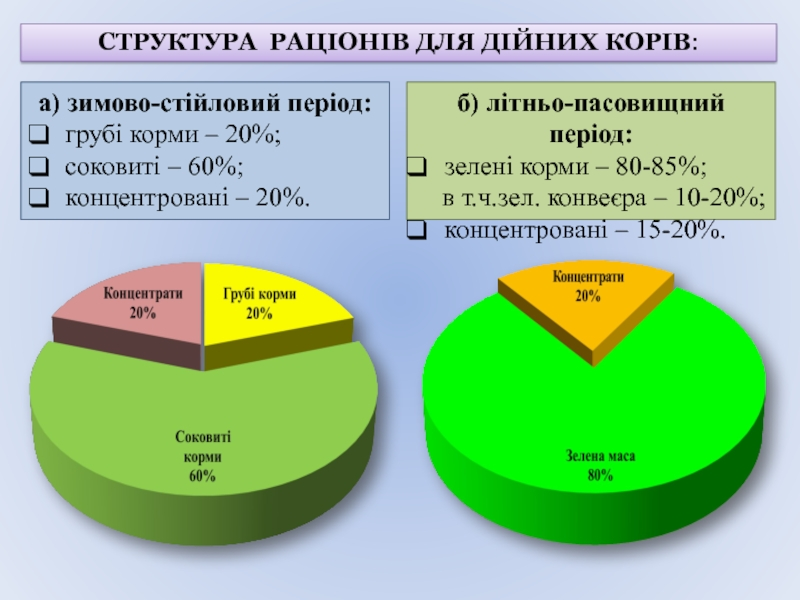 СТРУКТУРА РАЦІОНІВ ДЛЯ ДІЙНИХ КОРІВ:
а) зимово-стійловий період:
❑ грубі корми – 20%;
❑ соковиті – 60%;
❑ концентровані – 20%.
б) літньо-пасовищний
період:
❑ зелені корми – 80-85%;
в т.ч.зел. конвеєра – 10-20%;
❑ концентровані – 15-20%.
Концентрати
20%
Грубі корми
20%
Соковиті
корми
60%
Концентрати
20%
Зелена маса
80%